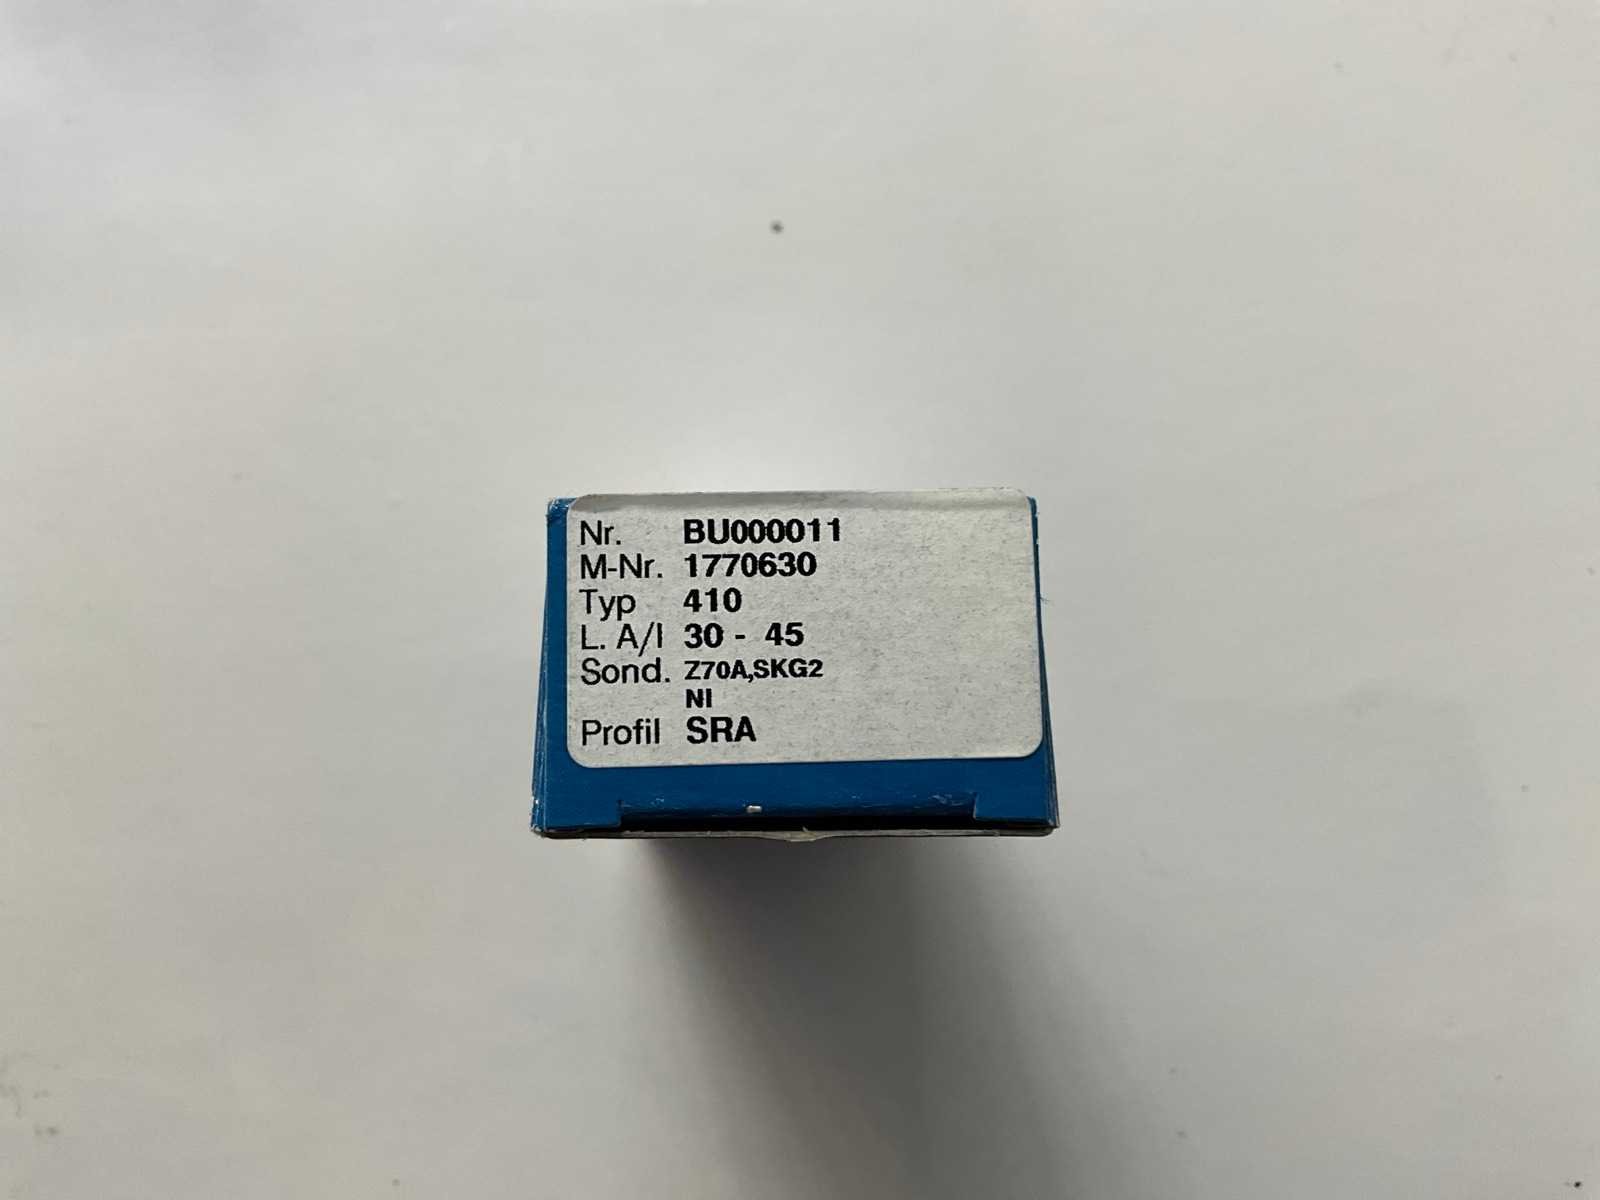 Nr. BU000011
M-Nr. 1770630
Typ 410
L. A/I 30 - 45
Sond. Z70A,SKG2
NI
Profil SRA